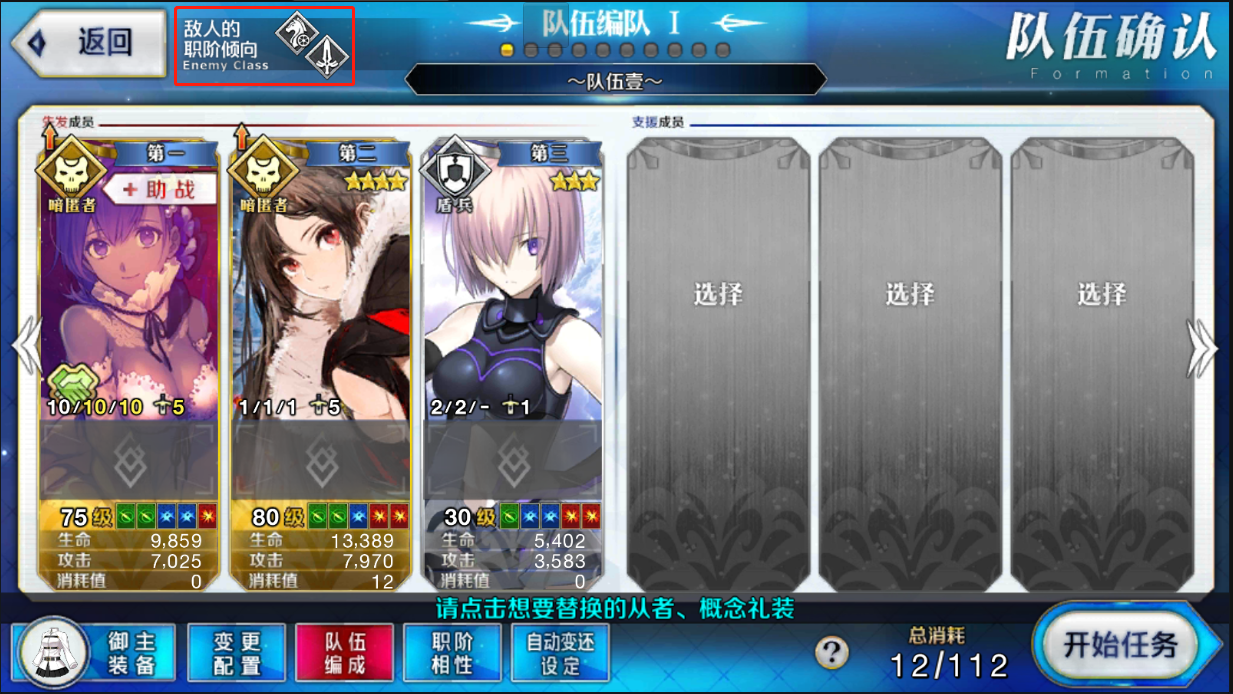 返回
敌人的
职阶倾向
Enemy Class
队伍编队 I
～队伍壹～
队伍确认
Formation
先发成员
支援成员
第一
+助战
暗匿者
10/10/10 5
75级
生命 9,859
攻击 7,025
消耗值 0
第二
暗匿者
1/1/1 5
80级
生命 13,389
攻击 7,970
消耗值 12
第三
盾兵
2/2/- 1
30级
生命 5,402
攻击 3,583
消耗值 0
选择
选择
选择
请点击想要替换的从者、概念礼装
御主
装备
变更
配置
队伍
编成
职阶
相性
自动变还
设定
?
总消耗
12/112
开始任务